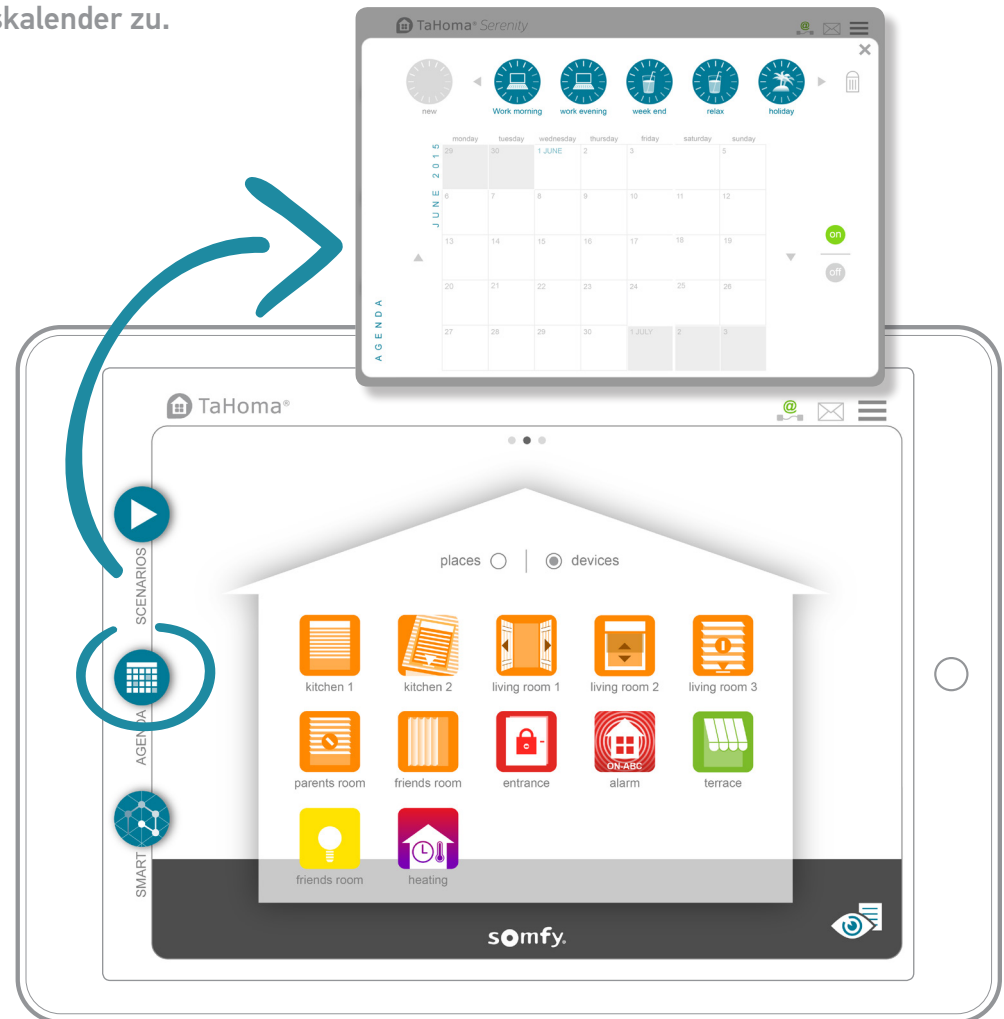 skalender zu.
TaHoma® Serenity
@
new
Work morning
work evening
week end
relax
holiday
JUNE 2015
monday tuesday wednesday thursday friday saturday sunday
29 30 1 JUNE 2 3 5
6 7 8 9 10 11 12
13 14 15 16 17 18 19
20 21 22 23 24 25 26
27 28 29 30 1 JULY 2 3
on
off
AGENDA
TaHoma®
@
SCENARIOS
AGENDA
SMART
places devices
kitchen 1 kitchen 2 living room 1 living room 2 living room 3
ON-ABC
parents room friends room entrance alarm terrace
friends room heating
somfy.